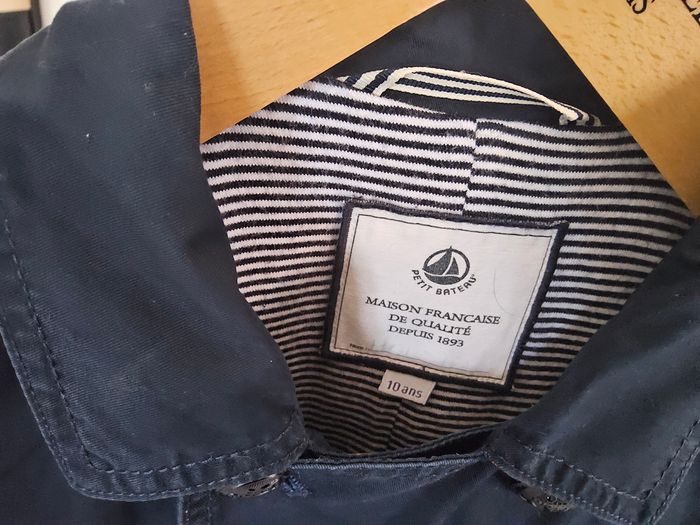 PETIT BATEAU
MAISON FRANCAISE
DE QUALITÉ
DEPUIS 1893
10 ans